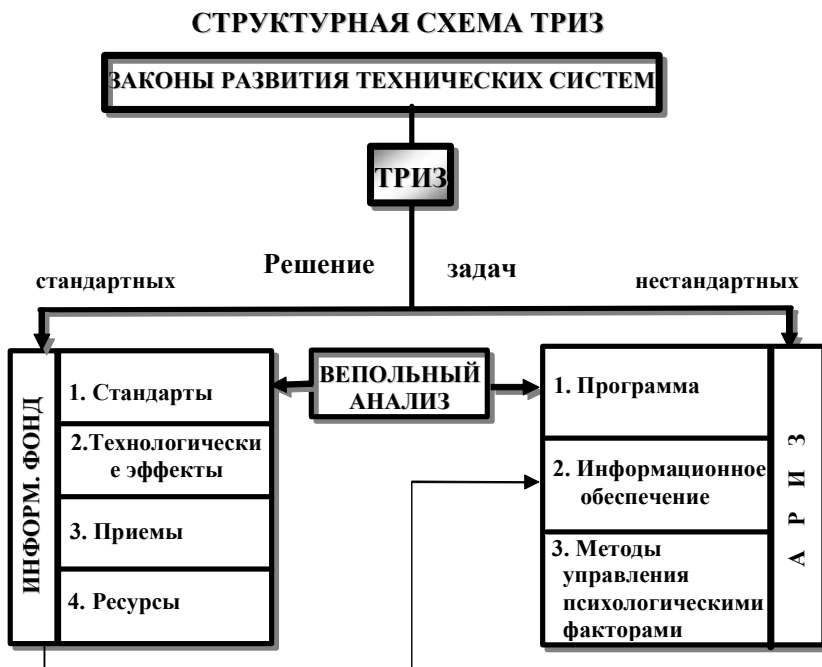 СТРУКТУРНАЯ СХЕМА ТРИЗ
ЗАКОНЫ РАЗВИТИЯ ТЕХНИЧЕСКИХ СИСТЕМ
ТРИЗ
Решение задач
стандартных
нестандартных
ИНФОРМ. ФОНД
1. Стандарты
2.Технологически
е эффекты
3. Приемы
4. Ресурсы
ВЕПОЛЬНЫЙ
АНАЛИЗ
1. Программа
2. Информационное
обеспечение
3. Методы
управления
психологическими
факторами
А Р И З